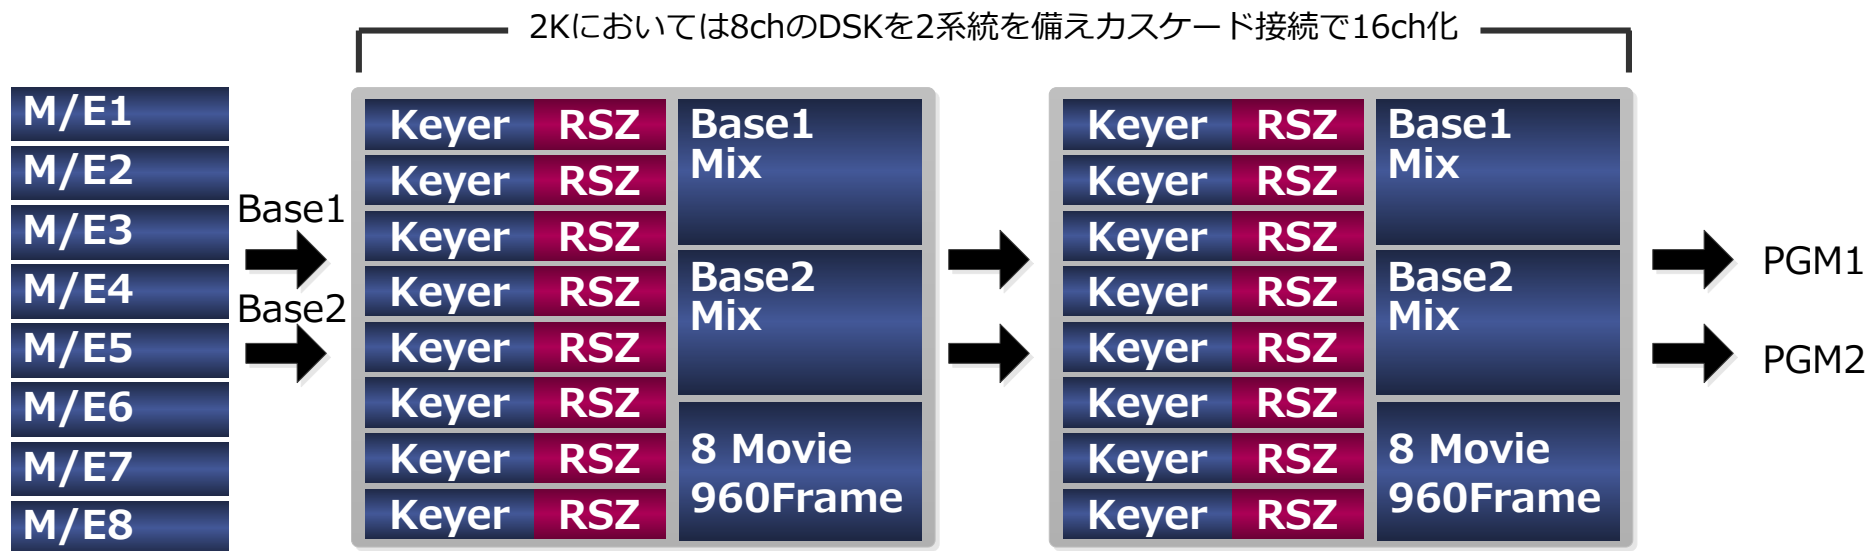 2Kにおいては8chのDSKを2系統を備えカスケード接続で16ch化
M/E1
M/E2
M/E3
M/E4
M/E5
M/E6
M/E7
M/E8
Base1
Base2
Keyer RSZ
Keyer RSZ
Keyer RSZ
Keyer RSZ
Keyer RSZ
Keyer RSZ
Keyer RSZ
Keyer RSZ
Base1
Mix
Base2
Mix
8 Movie
960Frame
Keyer RSZ
Keyer RSZ
Keyer RSZ
Keyer RSZ
Keyer RSZ
Keyer RSZ
Keyer RSZ
Keyer RSZ
Base1
Mix
Base2
Mix
8 Movie
960Frame
PGM1
PGM2